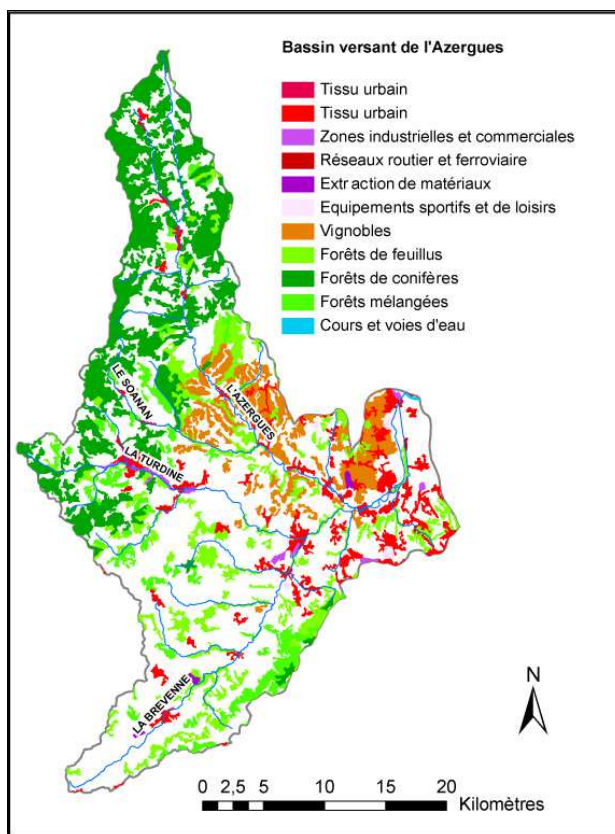 Bassin versant de l'Azergues
Tissu urbain
Tissu urbain
Zones industrielles et commerciales
Réseaux routier et ferroviaire
Extraction de matériaux
Equipements sportifs et de loisirs
Vignobles
Forêts de feuillus
Forêts de conifères
Forêts mélangées
Cours et voies d'eau
LE SOANAN
L'AZERGUES
LA TURDINE
LA BREVENNE
N
0 2,5 5 10 15 20
Kilomètres